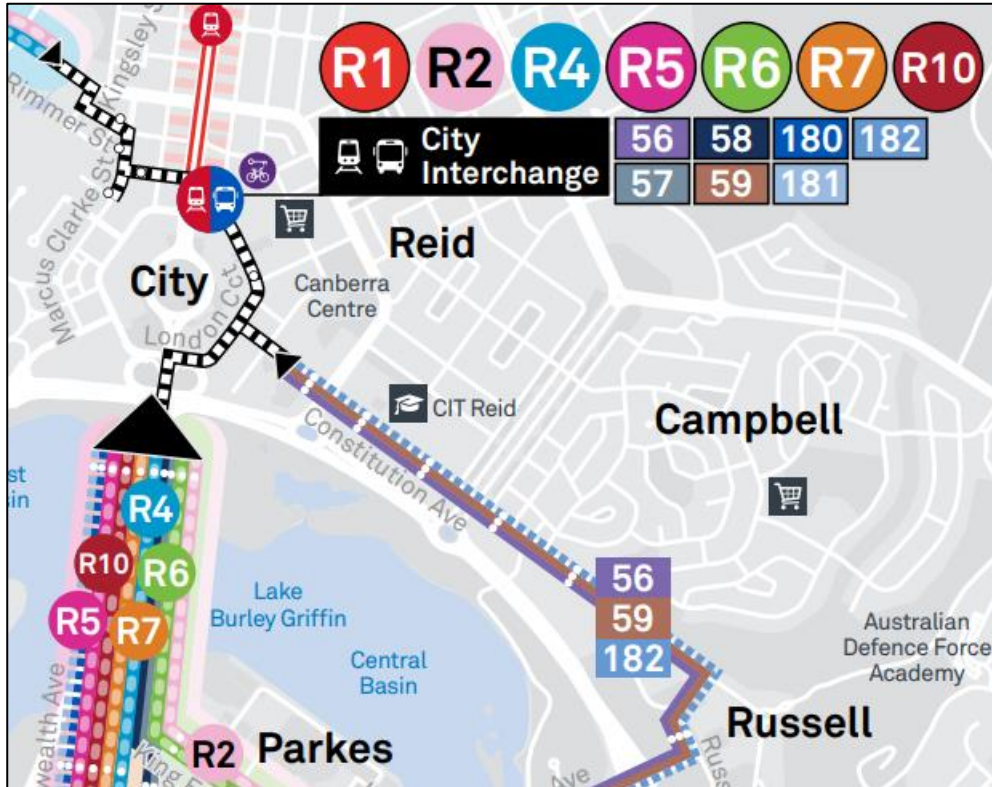 R1 R2 R4 R5 R6 R7 R10
City
Interchange
56 58 180 182
57 59 181
Kingsley St
Rimmer St
Marcus Clarke St
City
London Cct
Reid
Canberra
Centre
CIT Reid
Constitution Ave
Campbell
R4
R10 R6
R5 R7
Lake
Burley Griffin
Central
Basin
56
59
182
Australian
Defence Force
Academy
Russell
R2 Parkes
Ave